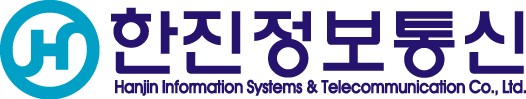 한진정보통신
Hanjin Information Systems & Telecommunication Co., Ltd.